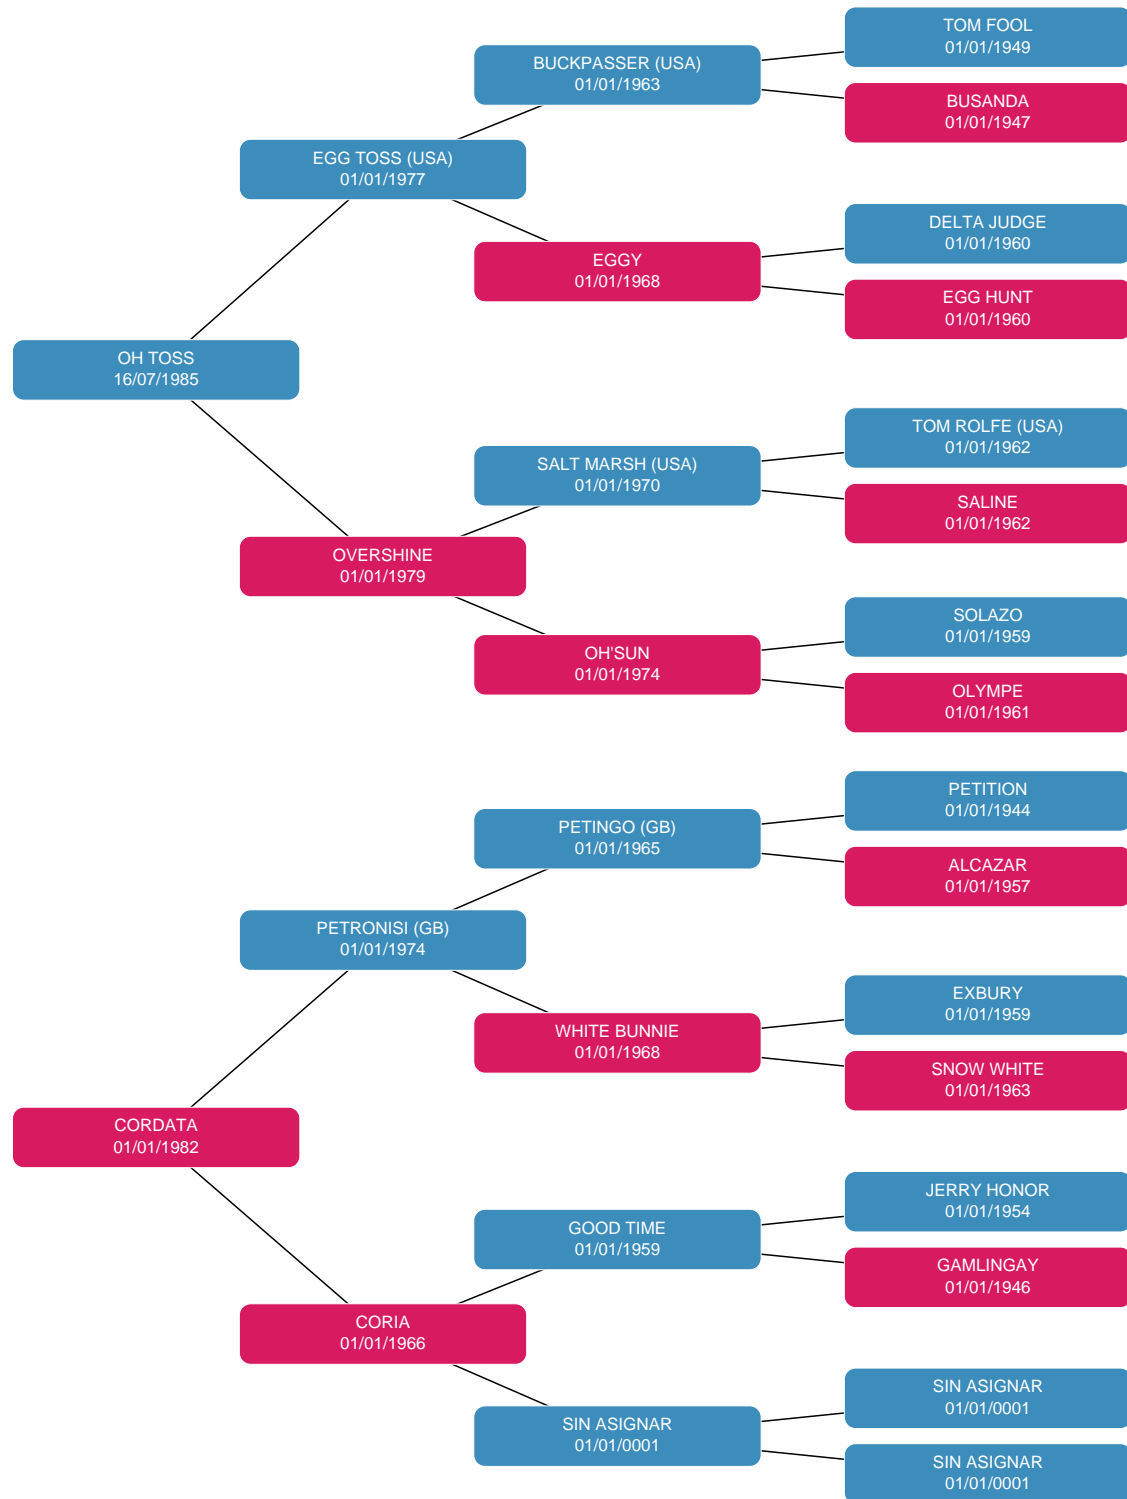 TOM FOOL
01/01/1949
BUCKPASSER (USA)
01/01/1963
BUSANDA
01/01/1947
EGG TOSS (USA)
01/01/1977
DELTA JUDGE
01/01/1960
EGGY
01/01/1968
EGG HUNT
01/01/1960
OH TOSS
16/07/1985
TOM ROLFE (USA)
01/01/1962
SALT MARSH (USA)
01/01/1970
SALINE
01/01/1962
OVERSHINE
01/01/1979
SOLAZO
01/01/1959
OH'SUN
01/01/1974
OLYMPE
01/01/1961
PETITION
01/01/1944
PETINGO (GB)
01/01/1965
ALCAZAR
01/01/1957
PETRONISI (GB)
01/01/1974
EXBURY
01/01/1959
WHITE BUNNIE
01/01/1968
SNOW WHITE
01/01/1963
CORDATA
01/01/1982
JERRY HONOR
01/01/1954
GOOD TIME
01/01/1959
GAMLINGAY
01/01/1946
CORIA
01/01/1966
SIN ASIGNAR
01/01/0001
SIN ASIGNAR
01/01/0001
SIN ASIGNAR
01/01/0001